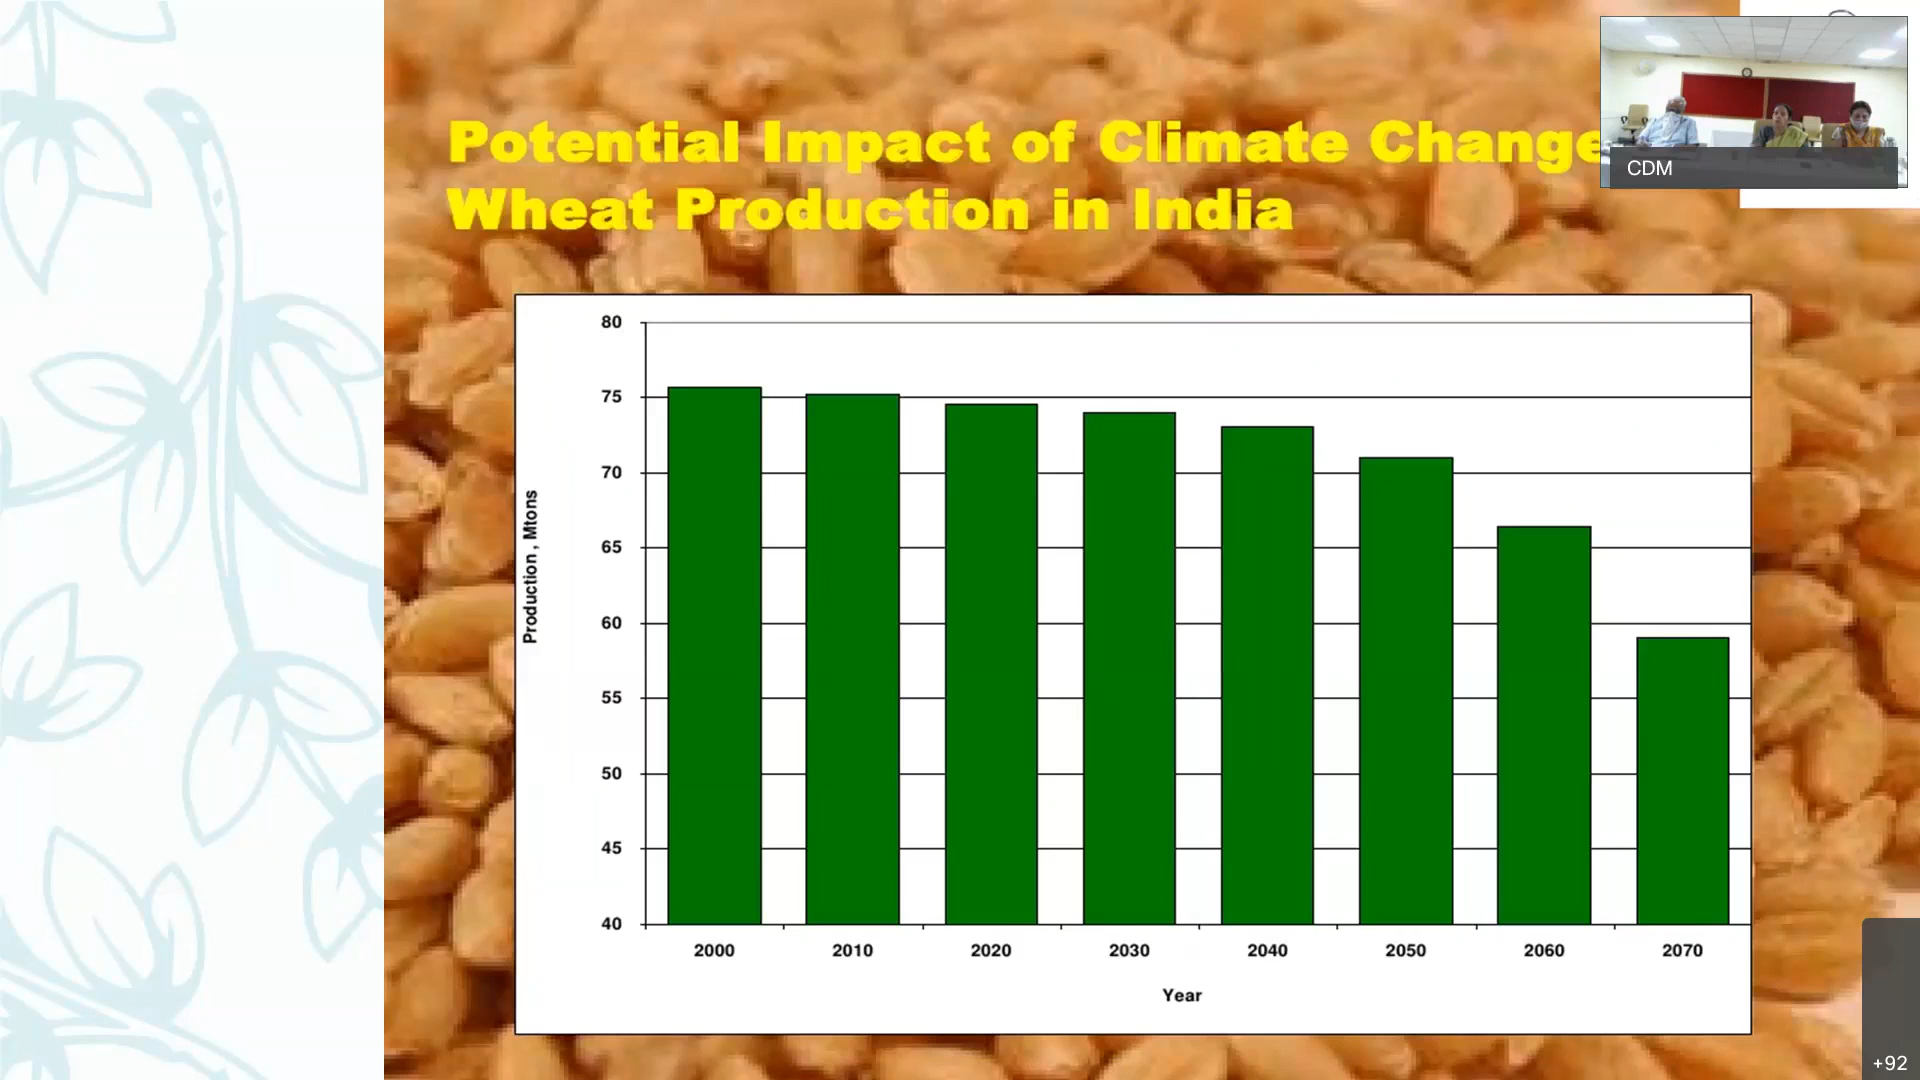 Potential Impact of Climate Change
Wheat Production in India
CDM
80
75
70
65
60
55
50
45
40
Production , Mtons
2000 2010 2020 2030 2040 2050 2060 2070
Year
+92